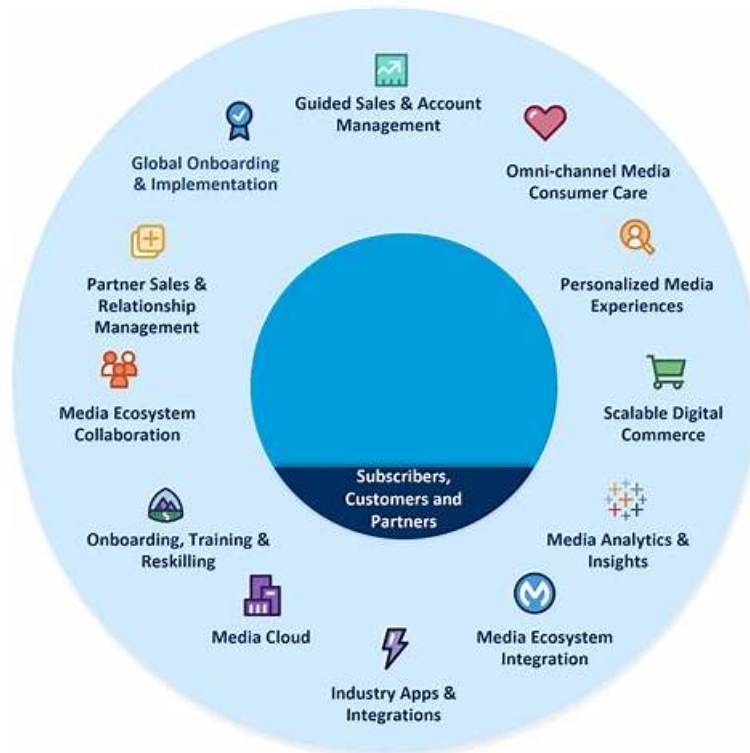 Guided Sales & Account
Management
Omni-channel Media
Consumer Care
Personalized Media
Experiences
Scalable Digital
Commerce
Media Analytics &
Insights
Media Ecosystem
Integration
Industry Apps &
Integrations
Media Cloud
Onboarding, Training &
Reskilling
Media Ecosystem
Collaboration
Partner Sales &
Relationship
Management
Global Onboarding
& Implementation
Subscribers,
Customers and
Partners